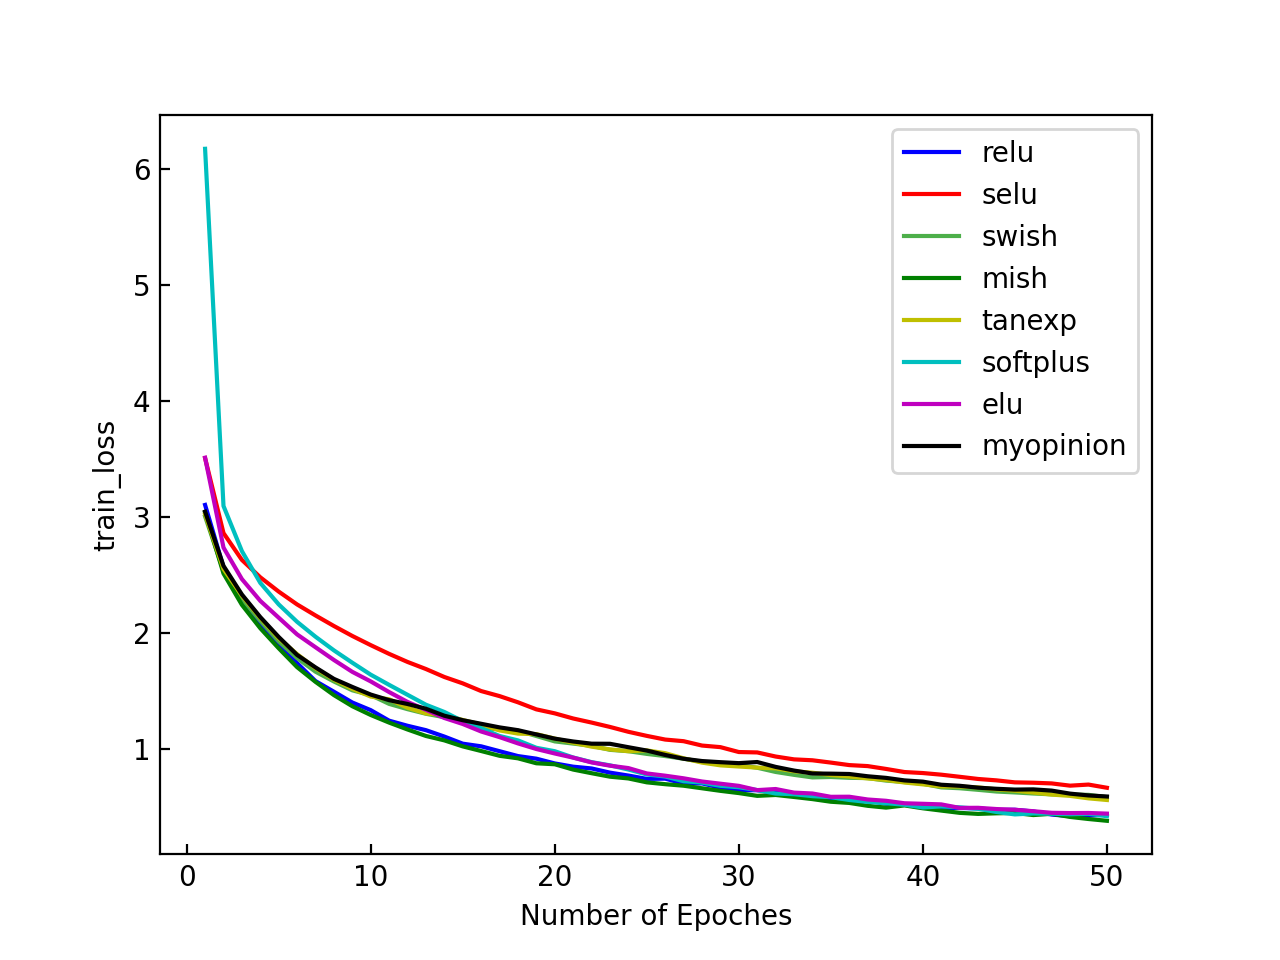 6
5
4
3
2
1
train_loss
0
10
20
30
40
50
Number of Epoches
relu
selu
swish
mish
tanexp
softplus
elu
myopinion